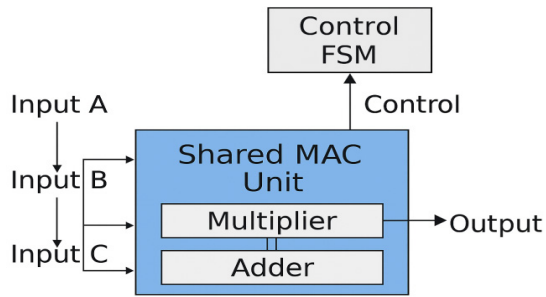 Control
FSM
Input A
Control
Shared MAC
Unit
Input B
Multiplier
Output
Input C
Adder